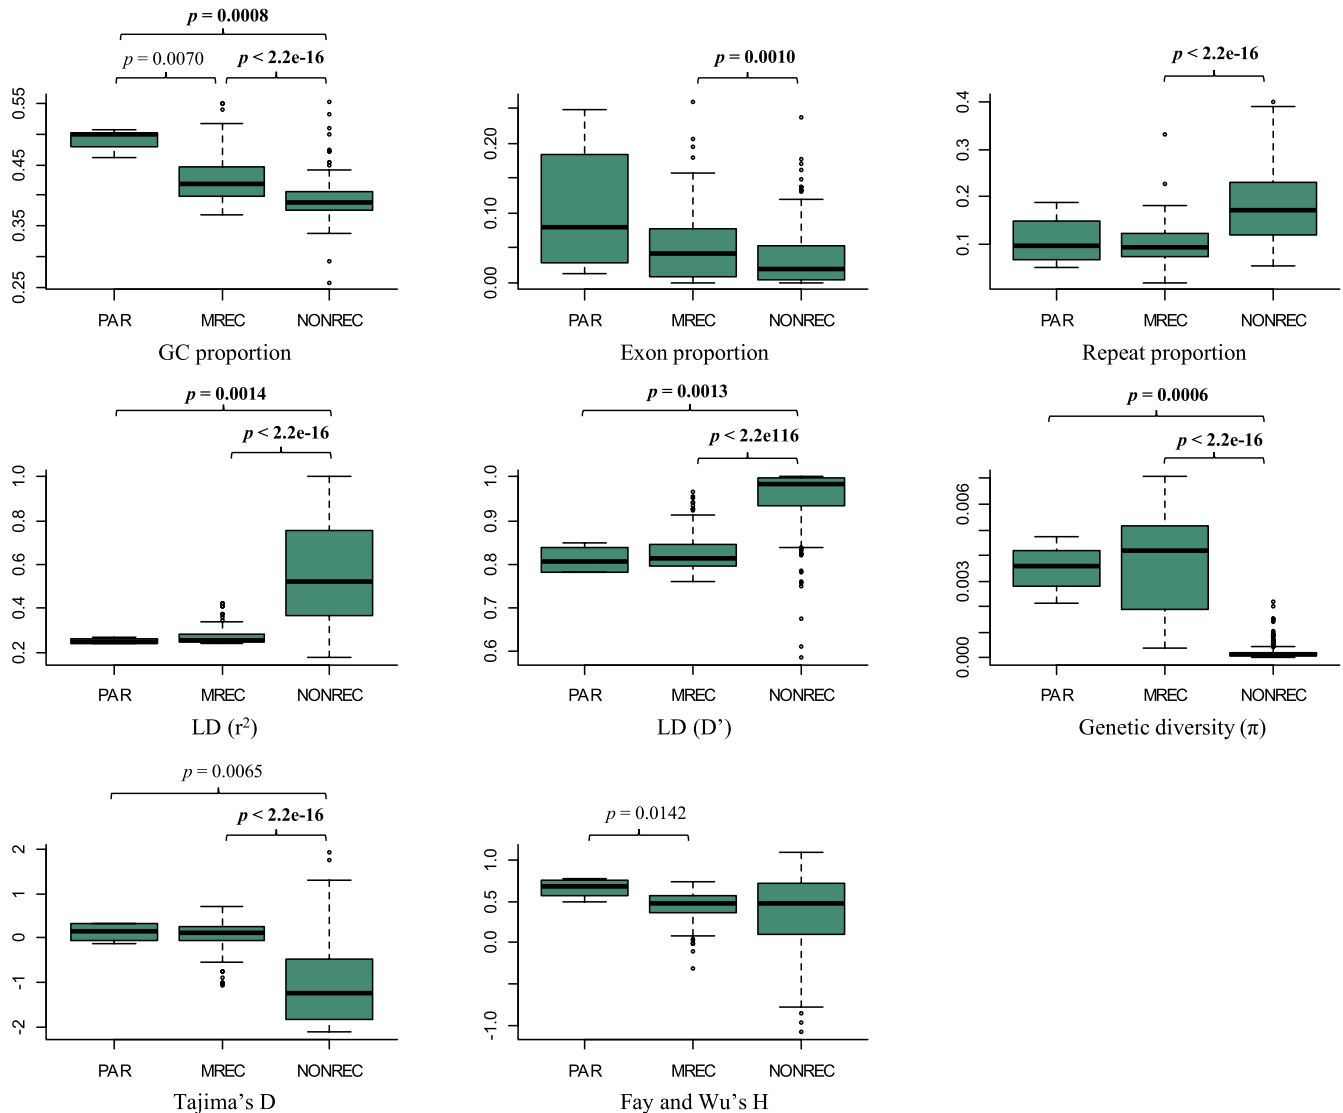 p = 0.0008
p = 0.0070
p < 2.2e-16
0.55
0.45
0.35
0.25
PAR MREC NONREC
GC proportion
p = 0.0010
0.20
0.10
0.00
PAR MREC NONREC
Exon proportion
p < 2.2e-16
0.4
0.3
0.2
0.1
PAR MREC NONREC
Repeat proportion
p = 0.0014
p < 2.2e-16
1.0
0.8
0.6
0.4
0.2
PAR MREC NONREC
LD (r²)
p = 0.0013
p < 2.2e116
1.0
0.9
0.8
0.7
0.6
PAR MREC NONREC
LD (D’)
p = 0.0006
p < 2.2e-16
0.006
0.003
0.000
PAR MREC NONREC
Genetic diversity (π)
p = 0.0065
p < 2.2e-16
2
1
0
-1
-2
PAR MREC NONREC
Tajima’s D
p = 0.0142
1.0
0.5
0.0
-1.0
PAR MREC NONREC
Fay and Wu’s H